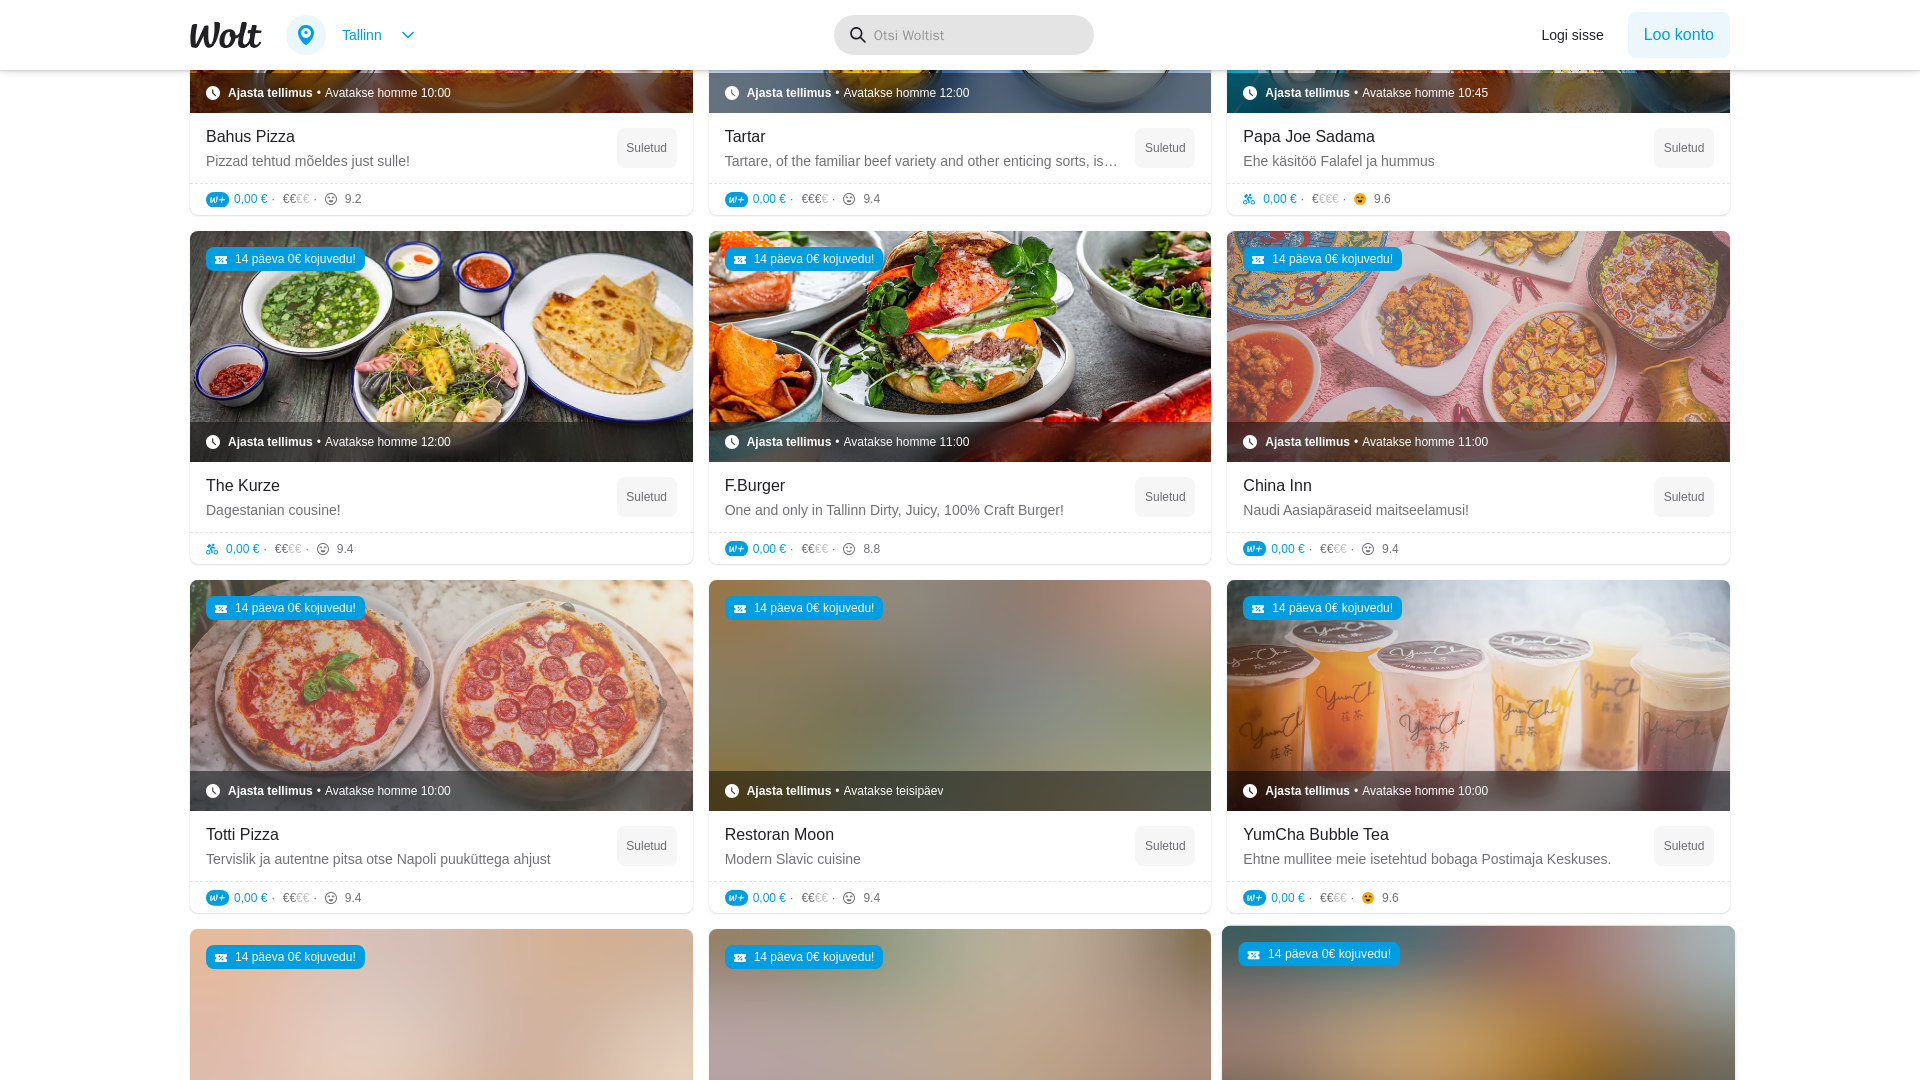 Wolt
Tallinn
Otsi Woltist
Logi sisse
Loo konto
Ajasta tellimus • Avatakse homme 10:00
Ajasta tellimus • Avatakse homme 12:00
Ajasta tellimus • Avatakse homme 10:45
Bahus Pizza
Pizzad tehtud mõeldes just sulle!
Suletud
Tartar
Tartare, of the familiar beef variety and other enticing sorts, is…
Suletud
Papa Joe Sadama
Ehe käsitöö Falafel ja hummus
Suletud
W+ 0,00 € · €€€€ · 9.2
W+ 0,00 € · €€€€ · 9.4
0,00 € · €€€€ · 9.6
14 päeva 0€ kojuvedu!
14 päeva 0€ kojuvedu!
14 päeva 0€ kojuvedu!
Ajasta tellimus • Avatakse homme 12:00
Ajasta tellimus • Avatakse homme 11:00
Ajasta tellimus • Avatakse homme 11:00
The Kurze
Dagestanian cousine!
Suletud
F.Burger
One and only in Tallinn Dirty, Juicy, 100% Craft Burger!
Suletud
China Inn
Naudi Aasiapäraseid maitseelamusi!
Suletud
0,00 € · €€€€ · 9.4
W+ 0,00 € · €€€€ · 8.8
W+ 0,00 € · €€€€ · 9.4
14 päeva 0€ kojuvedu!
14 päeva 0€ kojuvedu!
14 päeva 0€ kojuvedu!
YumCha
YumCha
YumCha
YumCha
YumCha
YumCha
Ajasta tellimus • Avatakse homme 10:00
Ajasta tellimus • Avatakse teisipäev
Ajasta tellimus • Avatakse homme 10:00
Totti Pizza
Tervislik ja autentne pitsa otse Napoli puuküttega ahjust
Suletud
Restoran Moon
Modern Slavic cuisine
Suletud
YumCha Bubble Tea
Ehtne mullitee meie isetehtud bobaga Postimaja Keskuses.
Suletud
W+ 0,00 € · €€€€ · 9.4
W+ 0,00 € · €€€€ · 9.4
W+ 0,00 € · €€€€ · 9.6
14 päeva 0€ kojuvedu!
14 päeva 0€ kojuvedu!
14 päeva 0€ kojuvedu!